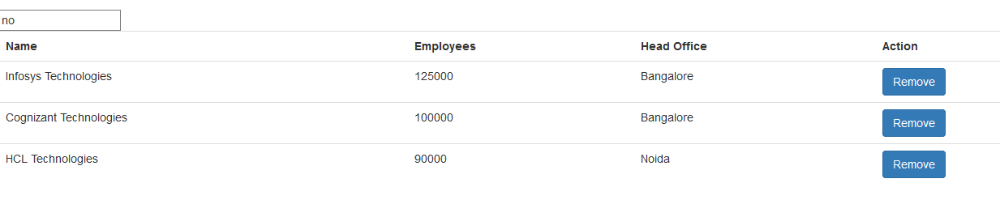 no
Name Employees Head Office Action
Infosys Technologies 125000 Bangalore Remove
Cognizant Technologies 100000 Bangalore Remove
HCL Technologies 90000 Noida Remove